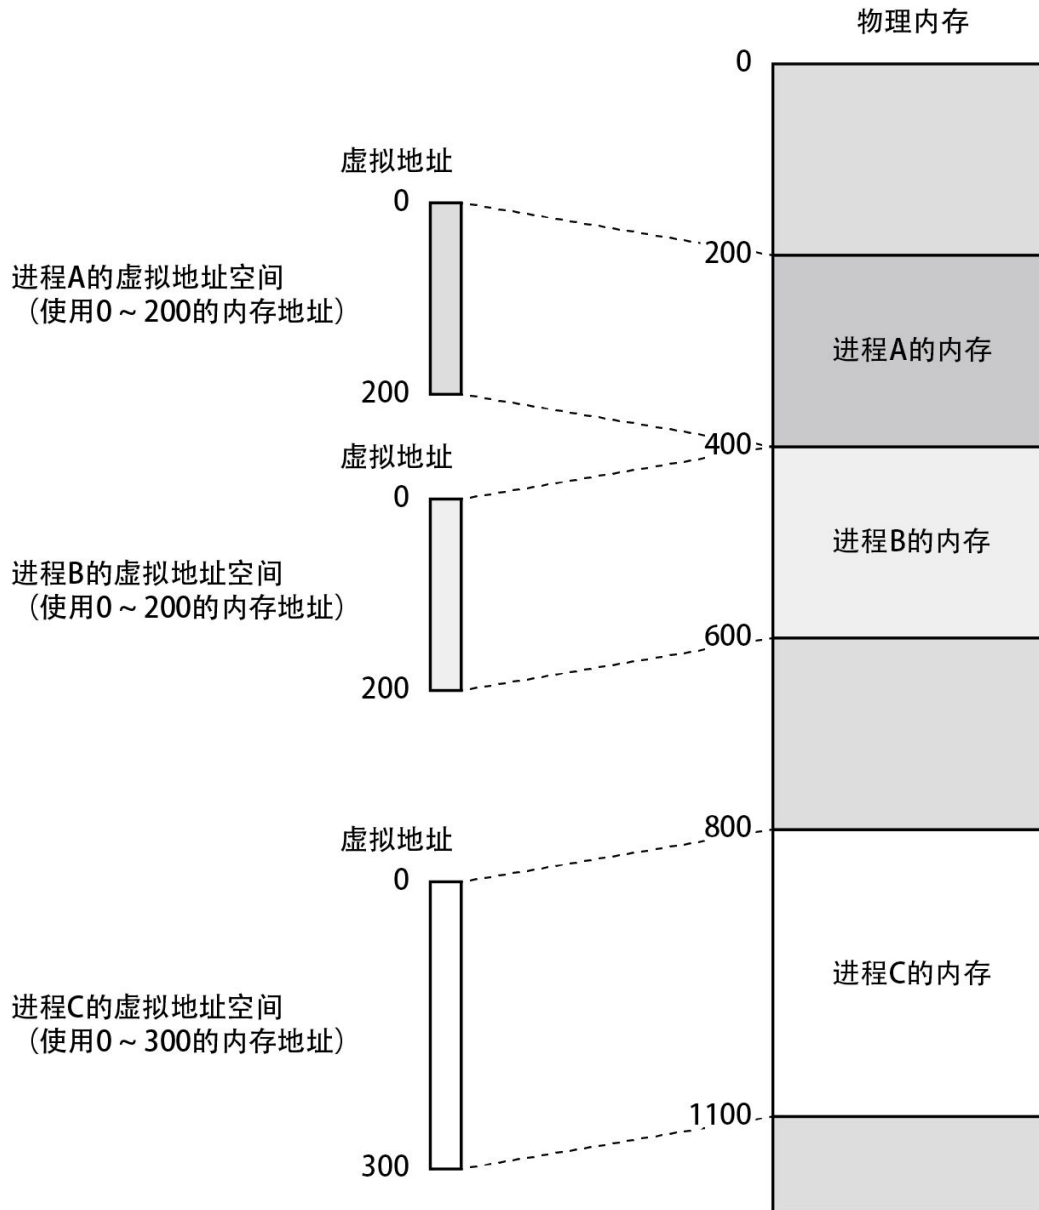 物理内存
0
虚拟地址
0
200
进程A的虚拟地址空间
（使用0～200的内存地址）
进程A的内存
200
400
虚拟地址
0
进程B的内存
进程B的虚拟地址空间
（使用0～200的内存地址）
600
200
800
虚拟地址
0
进程C的内存
进程C的虚拟地址空间
（使用0～300的内存地址）
1100
300